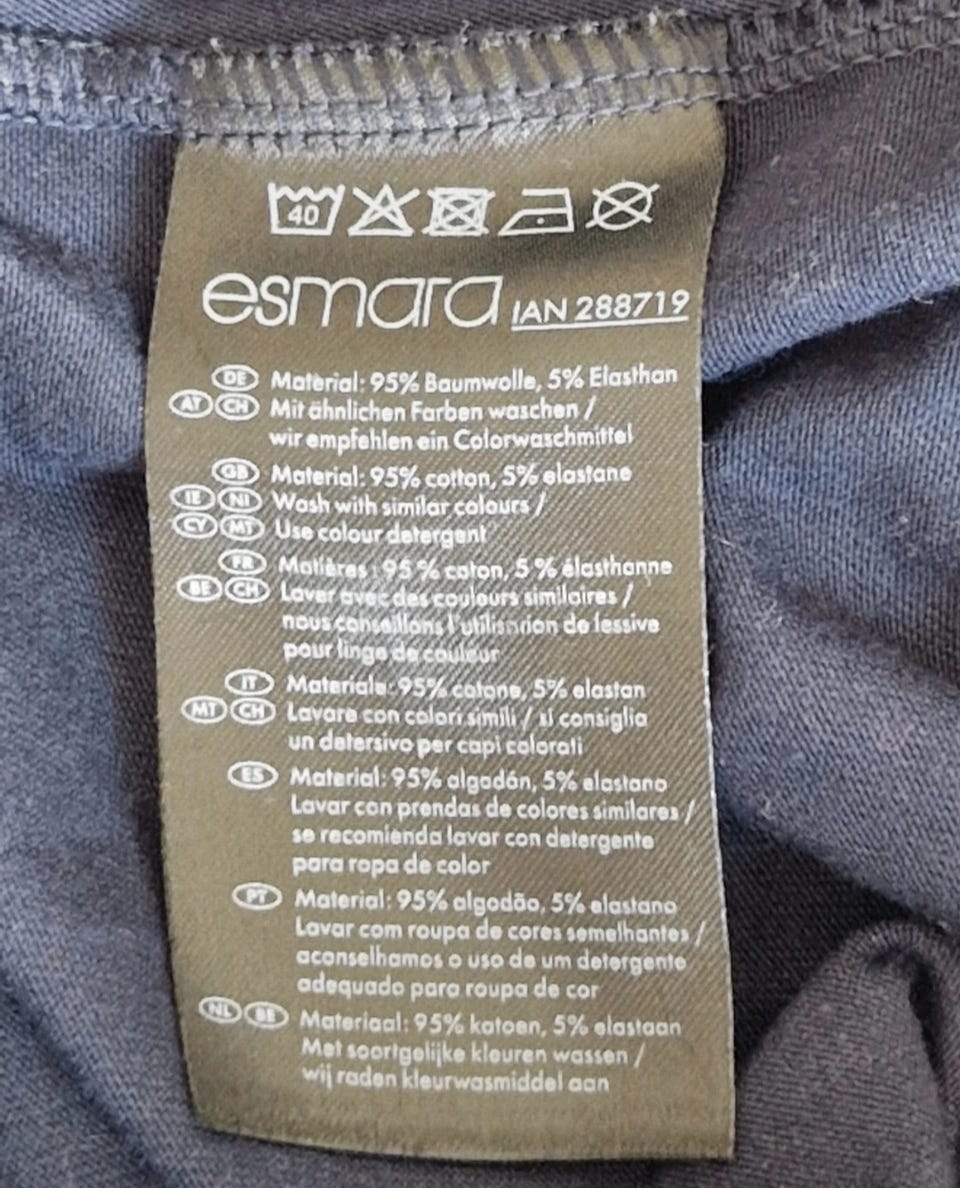 40
esmara IAN 288719
DE Material: 95% Baumwolle, 5% Elasthan
AT CH Mit ähnlichen Farben waschen /
wir empfehlen ein Colorwaschmittel
GB Material: 95% cotton, 5% elastane
IE NI Wash with similar colours /
CY MT Use colour detergent
FR Matières : 95 % coton, 5 % élasthanne
BE CH Laver avec des couleurs similaires /
nous conseillons l'utilisation de lessive
pour linge de couleur
IT Materiale: 95% cotone, 5% elastan
MT CH Lavare con colori simili / si consiglia
un detersivo per capi colorati
ES Material: 95% algodón, 5% elastano
Lavar con prendas de colores similares /
se recomienda lavar con detergente
para ropa de color
PT Material: 95% algodão, 5% elastano
Lavar com roupa de cores semelhantes /
aconselhamos o uso de um detergente
adequado para roupa de cor
NL BE Materiaal: 95% katoen, 5% elastaan
Met soortgelijke kleuren wassen /
wij raden kleurwasmiddel aan